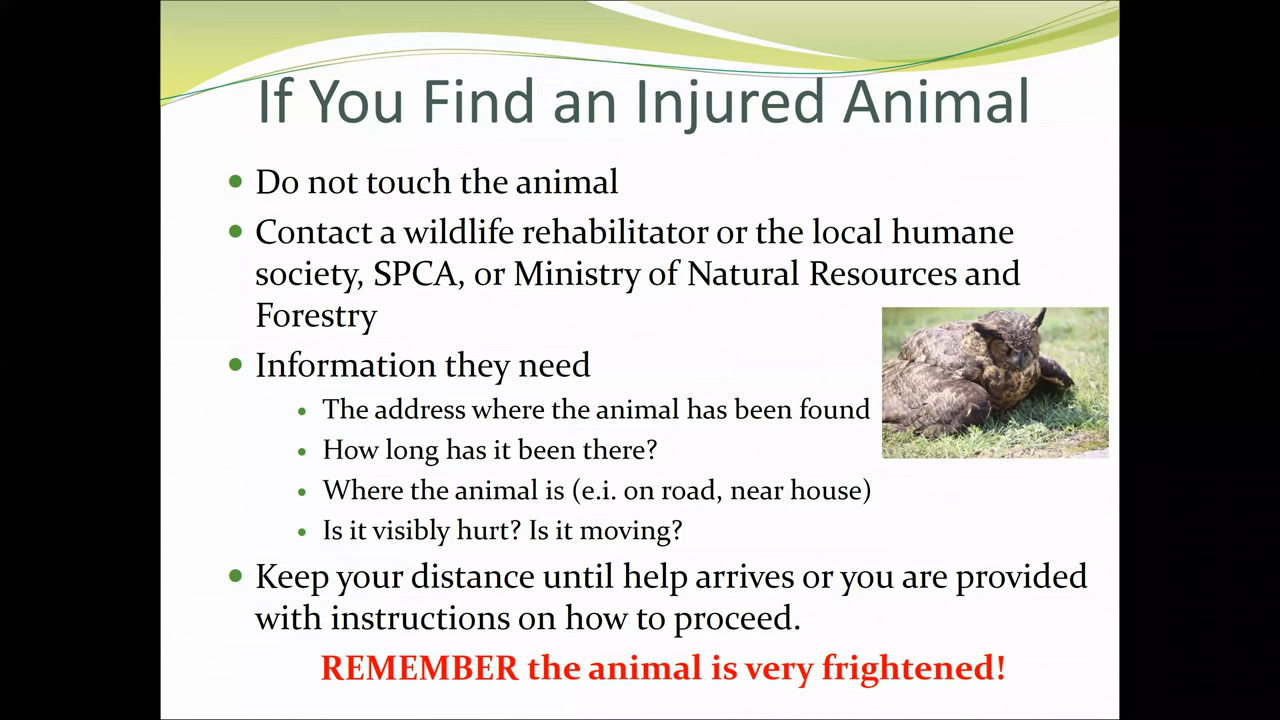 If You Find an Injured Animal
• Do not touch the animal
• Contact a wildlife rehabilitator or the local humane
society, SPCA, or Ministry of Natural Resources and
Forestry
• Information they need
• The address where the animal has been found
• How long has it been there?
• Where the animal is (e.i. on road, near house)
• Is it visibly hurt? Is it moving?
• Keep your distance until help arrives or you are provided
with instructions on how to proceed.
REMEMBER the animal is very frightened!